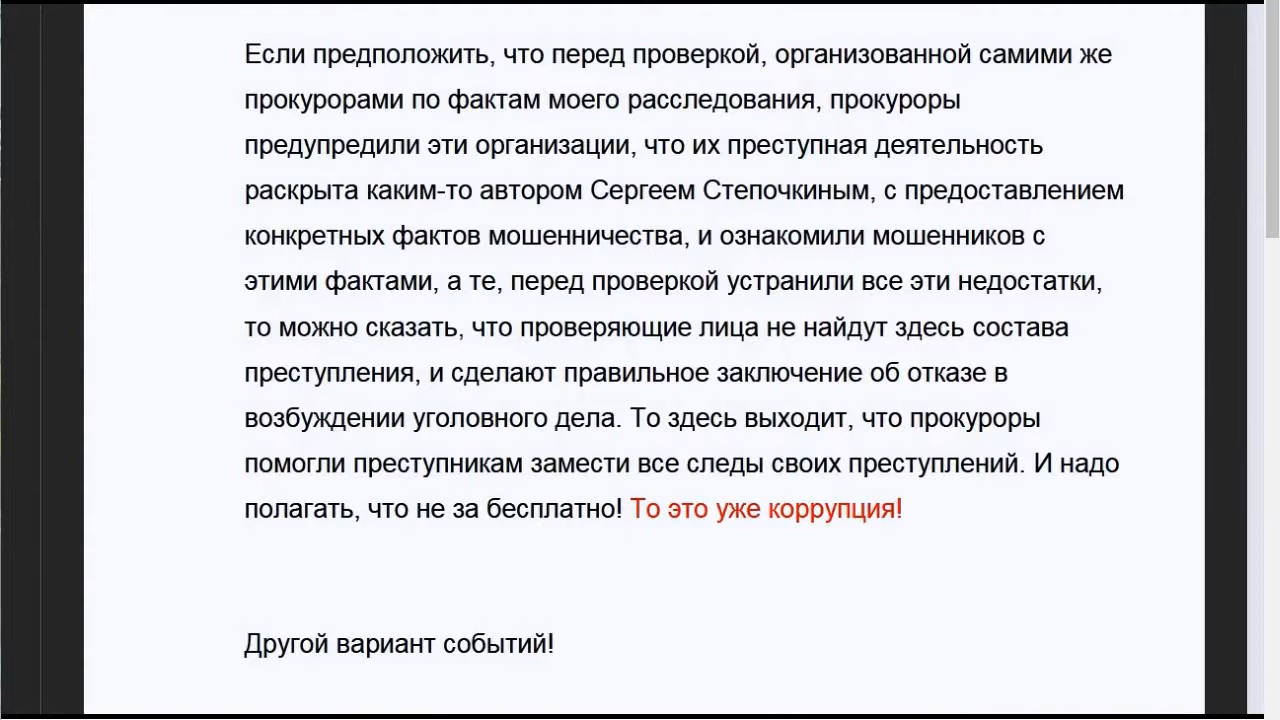 Если предположить, что перед проверкой, организованной самими же
прокурорами по фактам моего расследования, прокуроры
предупредили эти организации, что их преступная деятельность
раскрыта каким-то автором Сергеем Степочкиным, с предоставлением
конкретных фактов мошенничества, и ознакомили мошенников с
этими фактами, а те, перед проверкой устранили все эти недостатки,
то можно сказать, что проверяющие лица не найдут здесь состава
преступления, и сделают правильное заключение об отказе в
возбуждении уголовного дела. То здесь выходит, что прокуроры
помогли преступникам замести все следы своих преступлений. И надо
полагать, что не за бесплатно! То это уже коррупция!
Другой вариант событий!